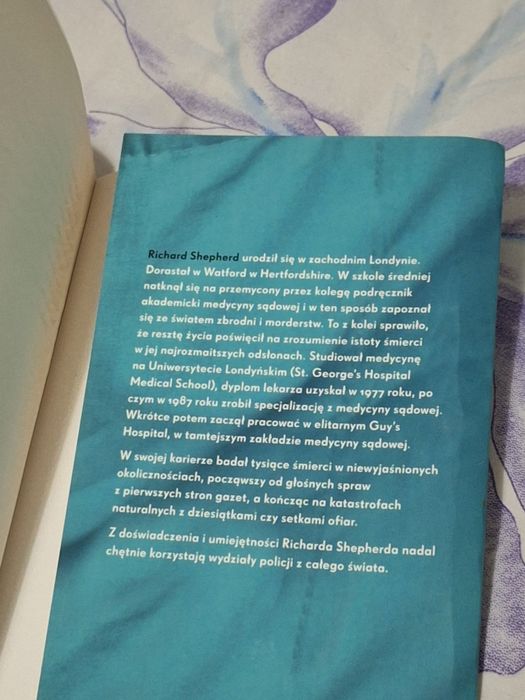 Richard Shepherd urodził się w zachodnim Londynie.
Dorastał w Watford w Hertfordshire. W szkole średniej
natknął się na przemycony przez kolegę podręcznik
akademicki medycyny sądowej i w ten sposób zapoznał
się ze światem zbrodni i morderstw. To z kolei sprawiło,
że resztę życia poświęcił na zrozumienie istoty śmierci
w jej najrozmaitszych odsłonach. Studiował medycynę
na Uniwersytecie Londyńskim (St. George's Hospital
Medical School), dyplom lekarza uzyskał w 1977 roku, po
czym w 1987 roku zrobił specjalizację z medycyny sądowej.
Wkrótce potem zaczął pracować w elitarnym Guy's
Hospital, w tamtejszym zakładzie medycyny sądowej.
W swojej karierze badał tysiące śmierci w niewyjaśnionych
okolicznościach, począwszy od głośnych spraw
z pierwszych stron gazet, a kończąc na katastrofach
naturalnych z dziesiątkami czy setkami ofiar.
Z doświadczenia i umiejętności Richarda Shepherda nadal
chętnie korzystają wydziały policji z całego świata.